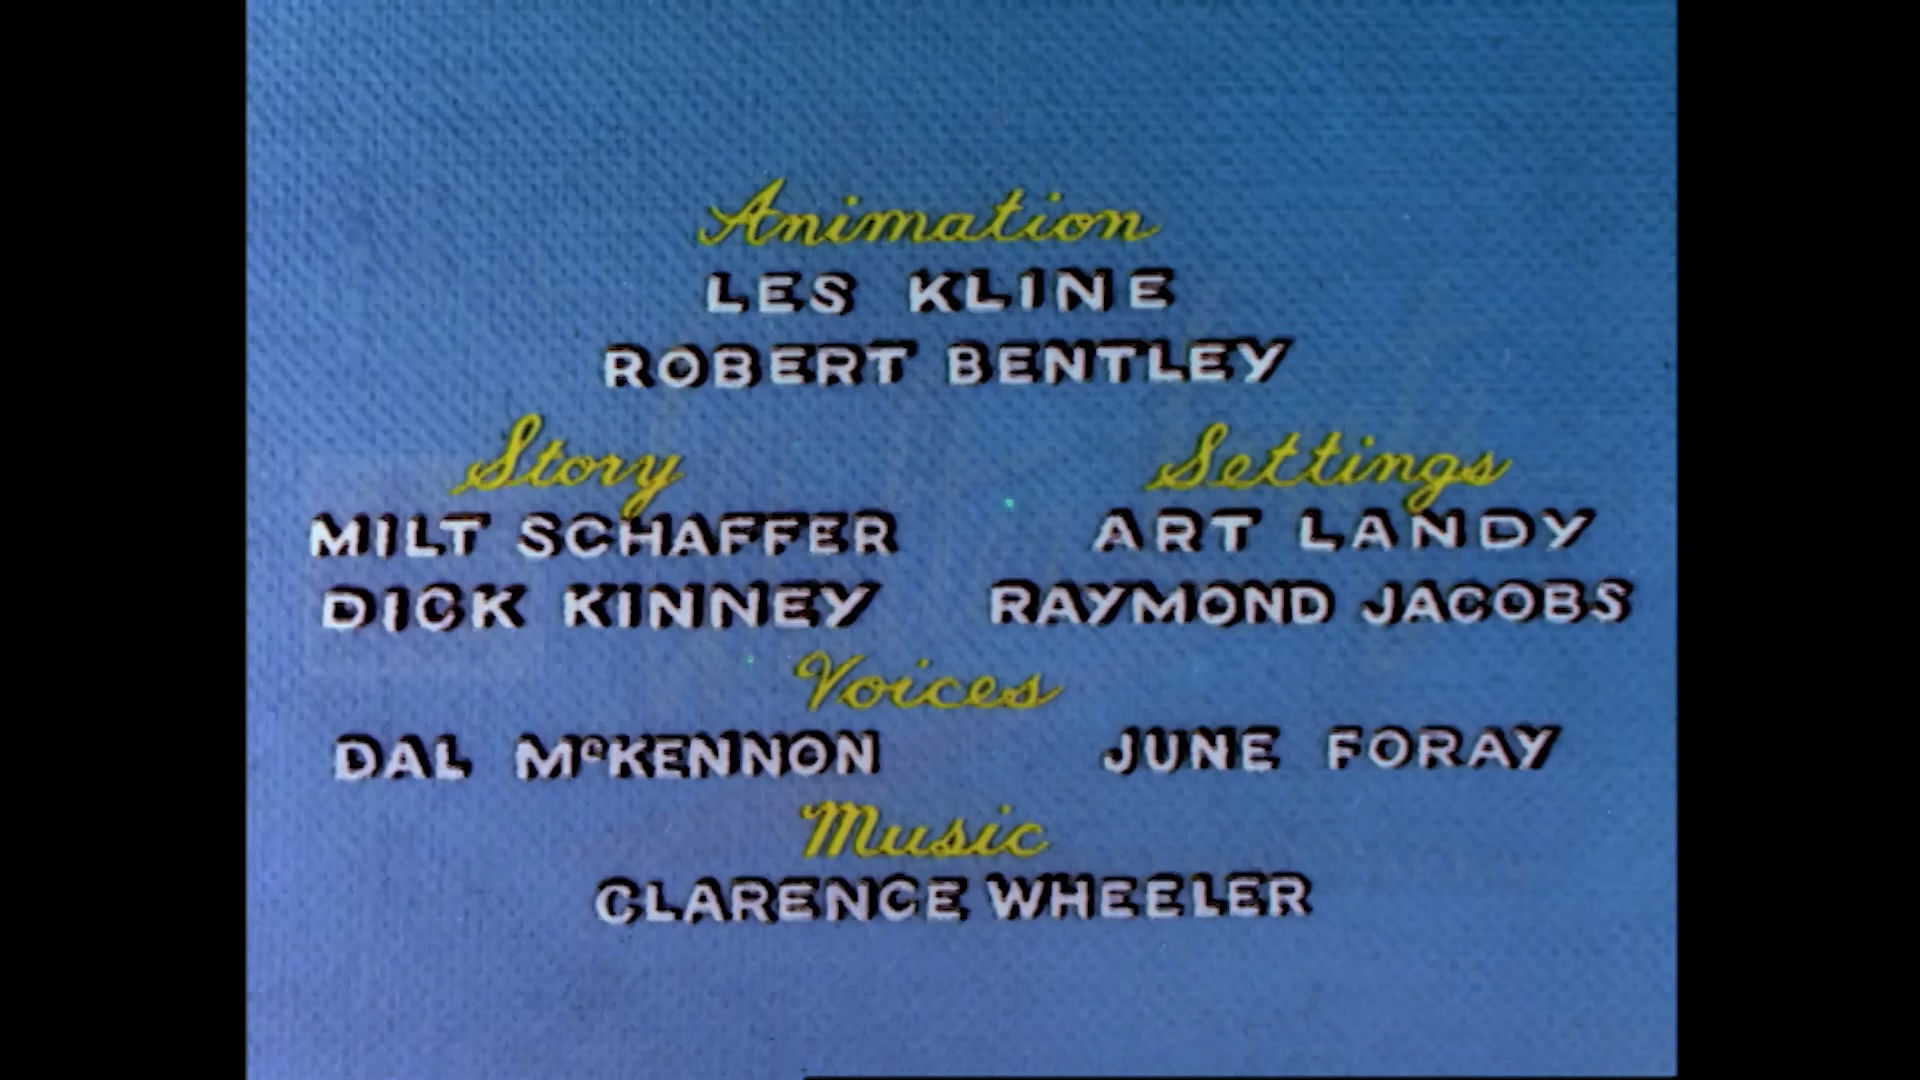 Animation
LES KLINE
ROBERT BENTLEY
Story
MILT SCHAFFER
DICK KINNEY
Settings
ART LANDY
RAYMOND JACOBS
Voices
DAL McKENNON JUNE FORAY
Music
CLARENCE WHEELER